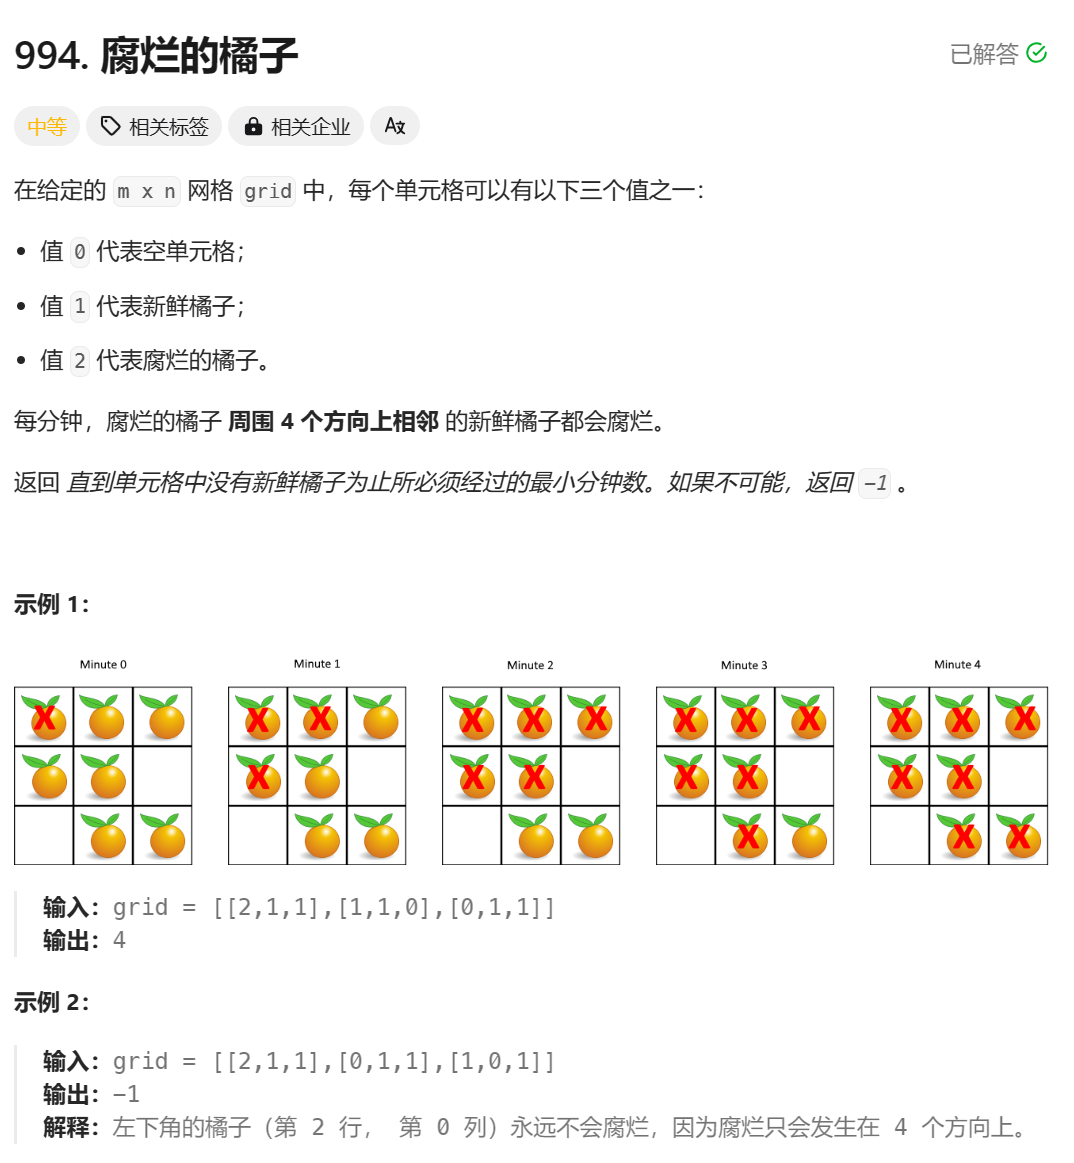 994. 腐烂的橘子
已解答
中等
相关标签
相关企业
在给定的 m x n 网格 grid 中，每个单元格可以有以下三个值之一：
• 值 0 代表空单元格；
• 值 1 代表新鲜橘子；
• 值 2 代表腐烂的橘子。
每分钟，腐烂的橘子 周围 4 个方向上相邻 的新鲜橘子都会腐烂。
返回 直到单元格中没有新鲜橘子为止所必须经过的最小分钟数。如果不可能，返回 -1 。
示例 1：
Minute 0
Minute 1
Minute 2
Minute 3
Minute 4
输入：grid = [[2,1,1],[1,1,0],[0,1,1]]
输出：4
示例 2：
输入：grid = [[2,1,1],[0,1,1],[1,0,1]]
输出：-1
解释：左下角的橘子（第 2 行， 第 0 列）永远不会腐烂，因为腐烂只会发生在 4 个方向上。